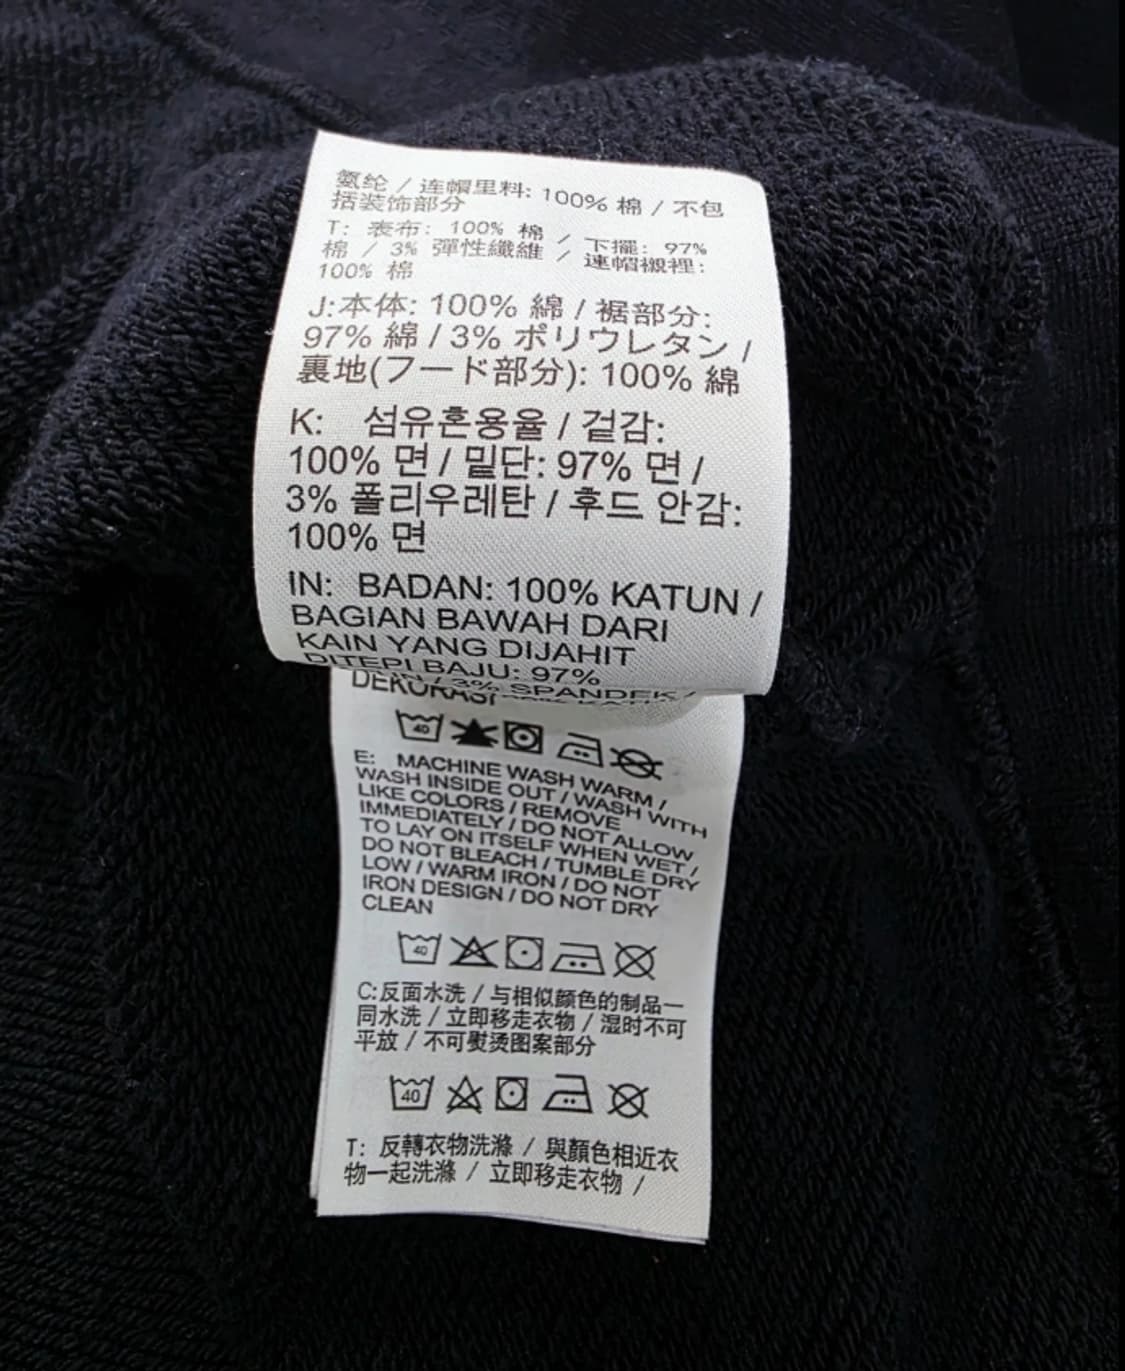 氨纶 / 连帽里料: 100% 棉 / 不包
括装饰部分
T: 表布: 100% 棉 / 下擺: 97%
棉 / 3% 彈性纖維 / 連帽襯裡:
100% 棉
J:本体: 100% 綿 / 裾部分:
97% 綿 / 3% ポリウレタン /
裏地(フード部分): 100% 綿
K: 섬유혼용율 / 겉감:
100% 면 / 밑단: 97% 면 /
3% 폴리우레탄 / 후드 안감:
100% 면
IN: BADAN: 100% KATUN /
BAGIAN BAWAH DARI
KAIN YANG DIJAHIT
DITEPI BAJU: 97%
/ 3% SPANDEK /
DEKORASI
40
E: MACHINE WASH WARM /
WASH INSIDE OUT / WASH WITH
LIKE COLORS / REMOVE
IMMEDIATELY / DO NOT ALLOW
TO LAY ON ITSELF WHEN WET /
DO NOT BLEACH / TUMBLE DRY
LOW / WARM IRON / DO NOT
IRON DESIGN / DO NOT DRY
CLEAN
40
C:反面水洗 / 与相似颜色的制品一
同水洗 / 立即移走衣物 / 湿时不可
平放 / 不可熨烫图案部分
40
T: 反轉衣物洗滌 / 與顏色相近衣
物一起洗滌 / 立即移走衣物 /